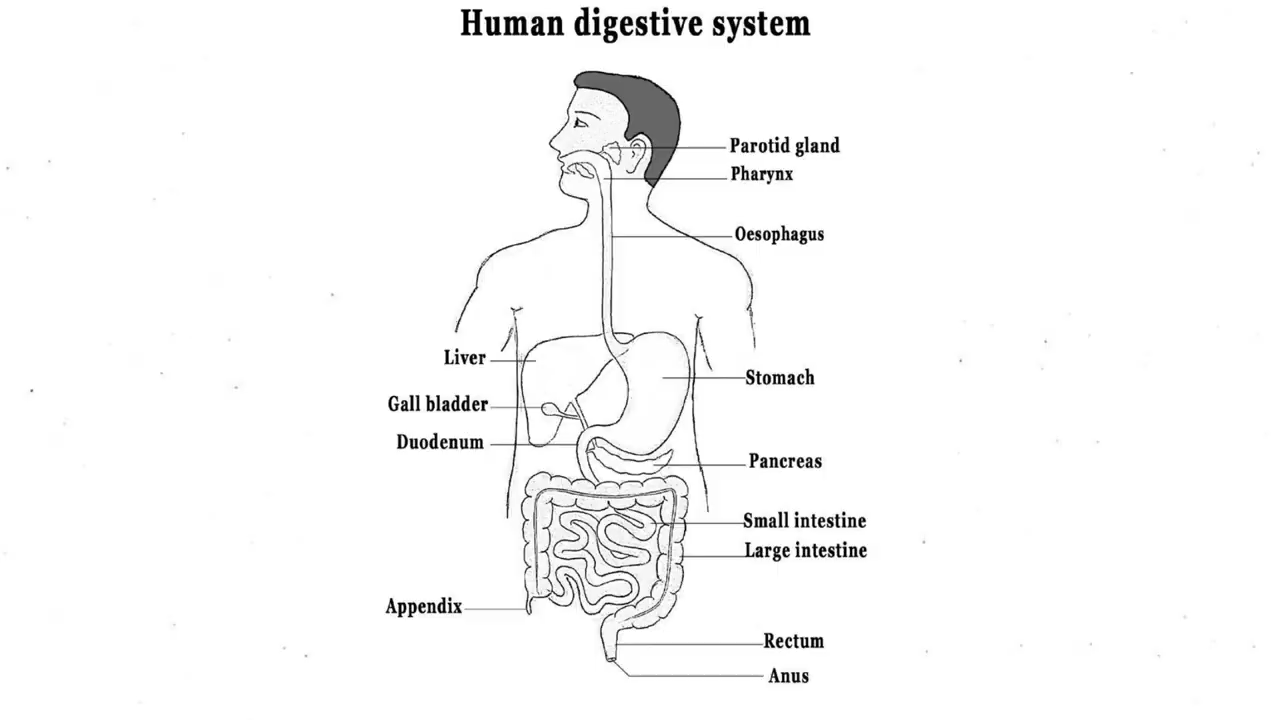 Human digestive system
Parotid gland
Pharynx
Oesophagus
Liver
Stomach
Gall bladder
Duodenum
Pancreas
Small intestine
Large intestine
Appendix
Rectum
Anus